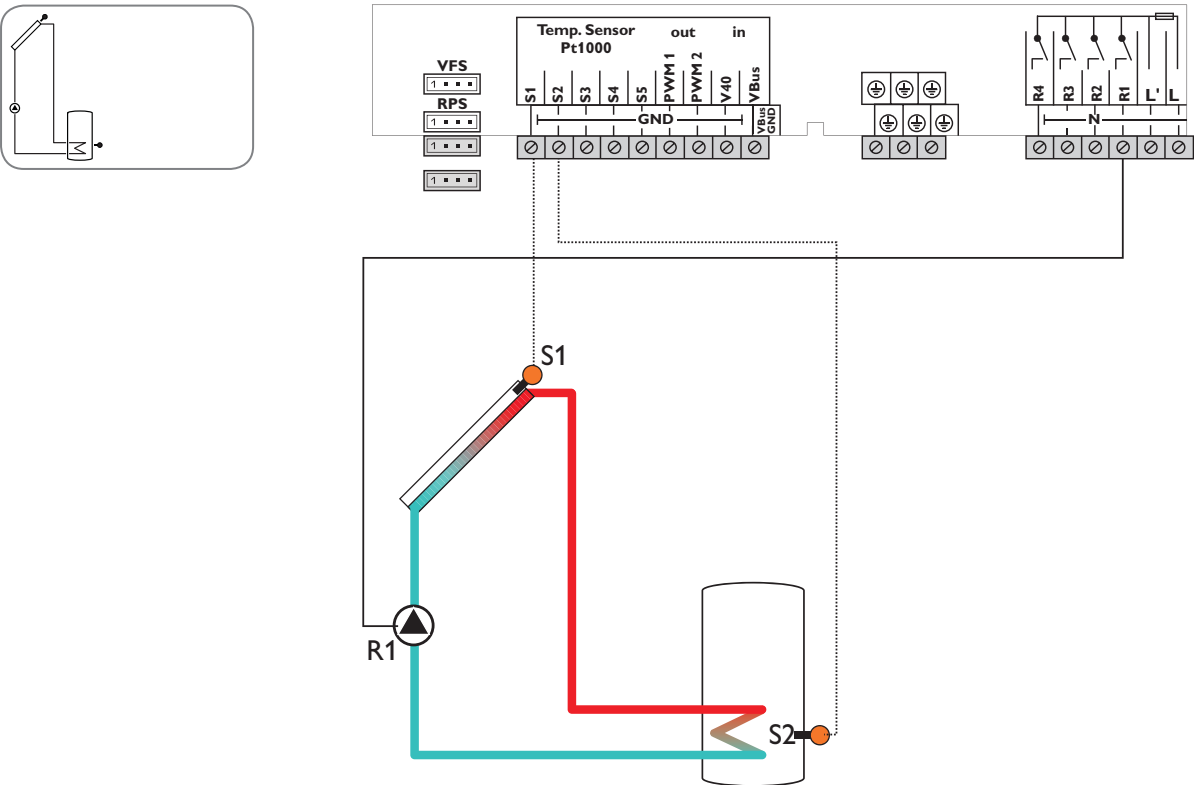 Temp. Sensor
Pt1000
out
in
VFS
1
RPS
1
1
1
S1
S2
S3
S4
S5
PWM 1
PWM 2
V40
VBus
GND
VBus
GND
R4
R3
R2
R1
L'
L
N
S1
R1
S2